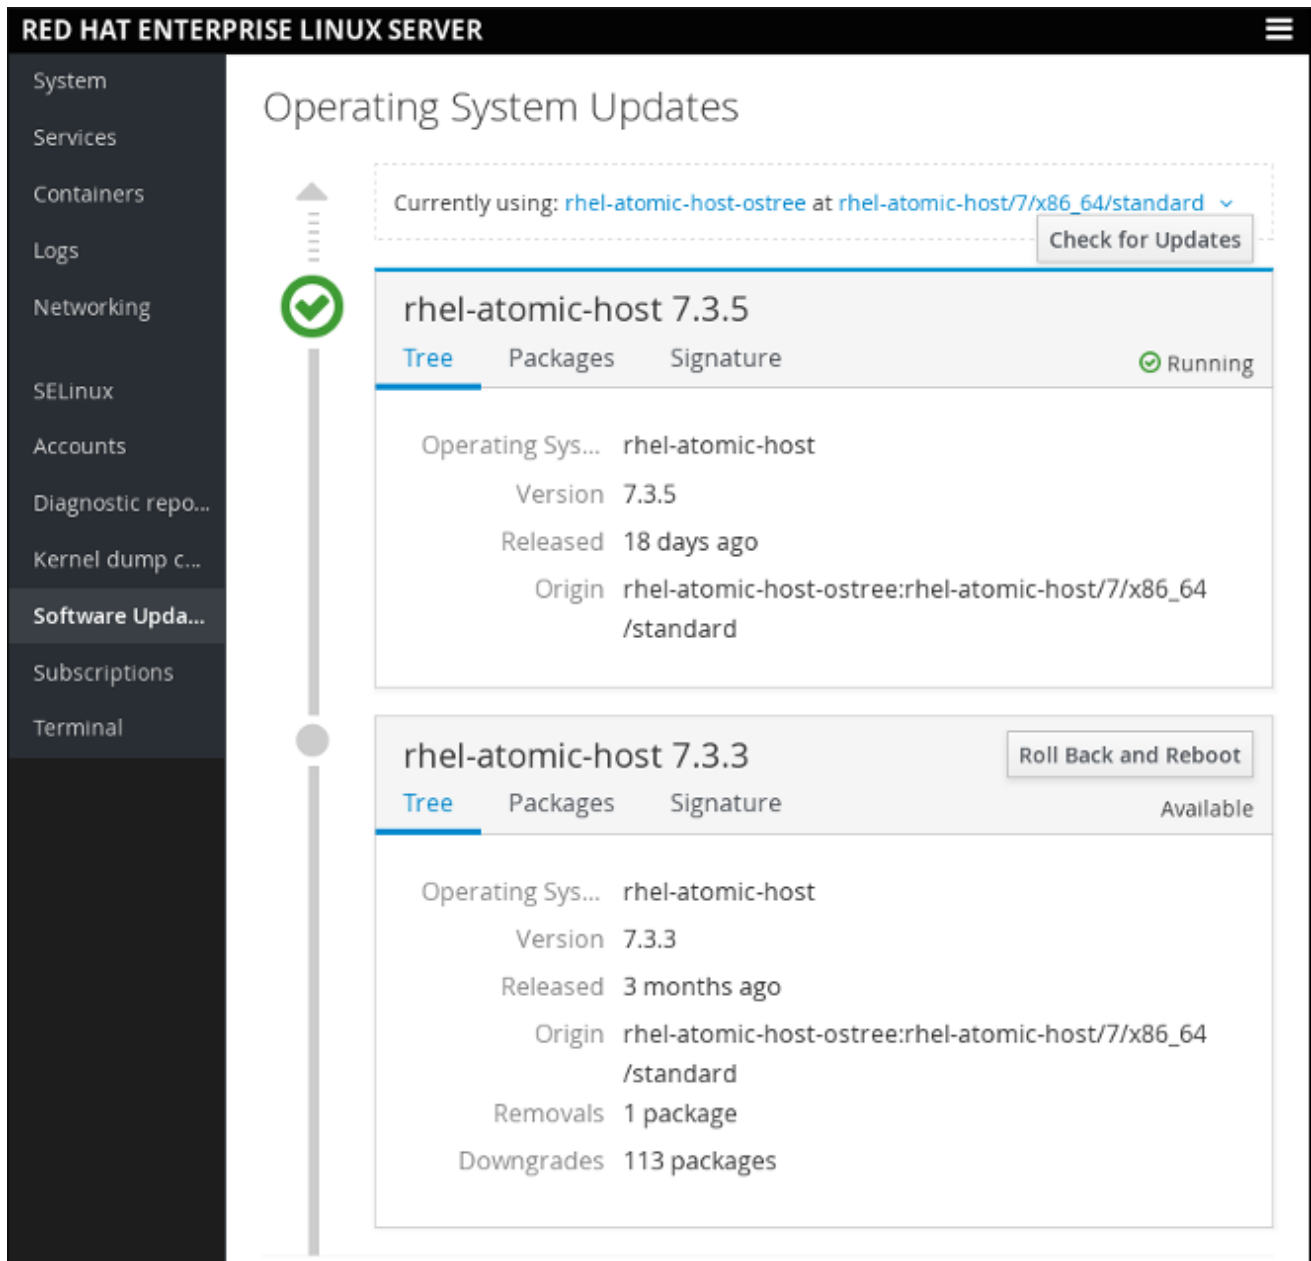 RED HAT ENTERPRISE LINUX SERVER
System
Services
Containers
Logs
Networking
SELinux
Accounts
Diagnostic repo...
Kernel dump c...
Software Upda...
Subscriptions
Terminal
Operating System Updates
Currently using: rhel-atomic-host-ostree at rhel-atomic-host/7/x86_64/standard
Check for Updates
rhel-atomic-host 7.3.5
Tree Packages Signature
Running
Operating Sys... rhel-atomic-host
Version 7.3.5
Released 18 days ago
Origin rhel-atomic-host-ostree:rhel-atomic-host/7/x86_64
/standard
rhel-atomic-host 7.3.3
Roll Back and Reboot
Tree Packages Signature
Available
Operating Sys... rhel-atomic-host
Version 7.3.3
Released 3 months ago
Origin rhel-atomic-host-ostree:rhel-atomic-host/7/x86_64
/standard
Removals 1 package
Downgrades 113 packages